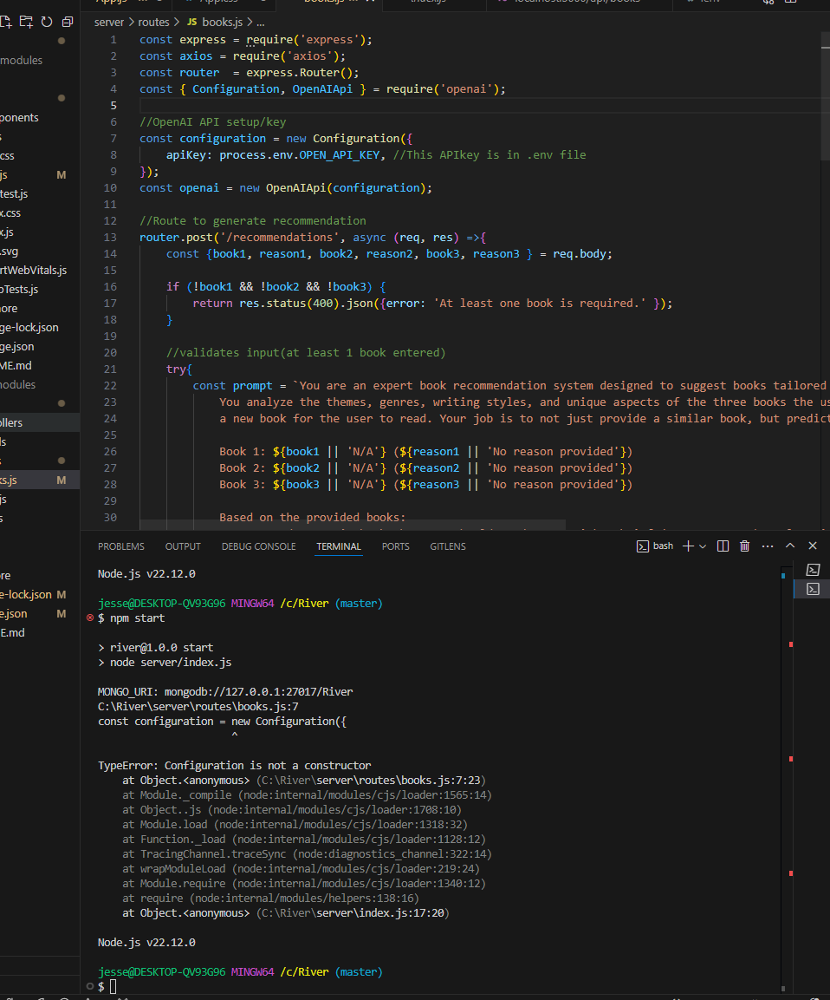 books.js M
server > routes > JS books.js > ...
modules
ponents
css
js M
test.js
x.css
x.js
.svg
rtWebVitals.js
pTests.js
ore
ge-lock.json
ge.json
ME.md
modules
llers
ls
ks.js M
js
s
re
e-lock.json M
e.json M
E.md
1 const express = require('express');
2 const axios = require('axios');
3 const router  = express.Router();
4 const { Configuration, OpenAIApi } = require('openai');
5
6 //OpenAI API setup/key
7 const configuration = new Configuration({
8     apiKey: process.env.OPEN_API_KEY, //This APIkey is in .env file
9 });
10 const openai = new OpenAIApi(configuration);
11
12 //Route to generate recommendation
13 router.post('/recommendations', async (req, res) =>{
14     const {book1, reason1, book2, reason2, book3, reason3 } = req.body;
15
16     if (!book1 && !book2 && !book3) {
17         return res.status(400).json({error: 'At least one book is required.' });
18     }
19
20     //validates input(at least 1 book entered)
21     try{
22         const prompt = `You are an expert book recommendation system designed to suggest books tailored
23             You analyze the themes, genres, writing styles, and unique aspects of the three books the us
24             a new book for the user to read. Your job is to not just provide a similar book, but predict
25
26             Book 1: ${book1 || 'N/A'} (${reason1 || 'No reason provided'})
27             Book 2: ${book2 || 'N/A'} (${reason2 || 'No reason provided'})
28             Book 3: ${book3 || 'N/A'} (${reason3 || 'No reason provided'})
29
30             Based on the provided books:
PROBLEMS OUTPUT DEBUG CONSOLE TERMINAL PORTS GITLENS bash
Node.js v22.12.0
jesse@DESKTOP-QV93G96 MINGW64 /c/River (master)
$ npm start
> river@1.0.0 start
> node server/index.js
MONGO_URI: mongodb://127.0.0.1:27017/River
C:\River\server\routes\books.js:7
const configuration = new Configuration({
^
TypeError: Configuration is not a constructor
    at Object.<anonymous> (C:\River\server\routes\books.js:7:23)
    at Module._compile (node:internal/modules/cjs/loader:1565:14)
    at Object..js (node:internal/modules/cjs/loader:1708:10)
    at Module.load (node:internal/modules/cjs/loader:1318:32)
    at Function._load (node:internal/modules/cjs/loader:1128:12)
    at TracingChannel.traceSync (node:diagnostics_channel:322:14)
    at wrapModuleLoad (node:internal/modules/cjs/loader:219:24)
    at Module.require (node:internal/modules/cjs/loader:1340:12)
    at require (node:internal/modules/helpers:138:16)
    at Object.<anonymous> (C:\River\server\index.js:17:20)
Node.js v22.12.0
jesse@DESKTOP-QV93G96 MINGW64 /c/River (master)
$